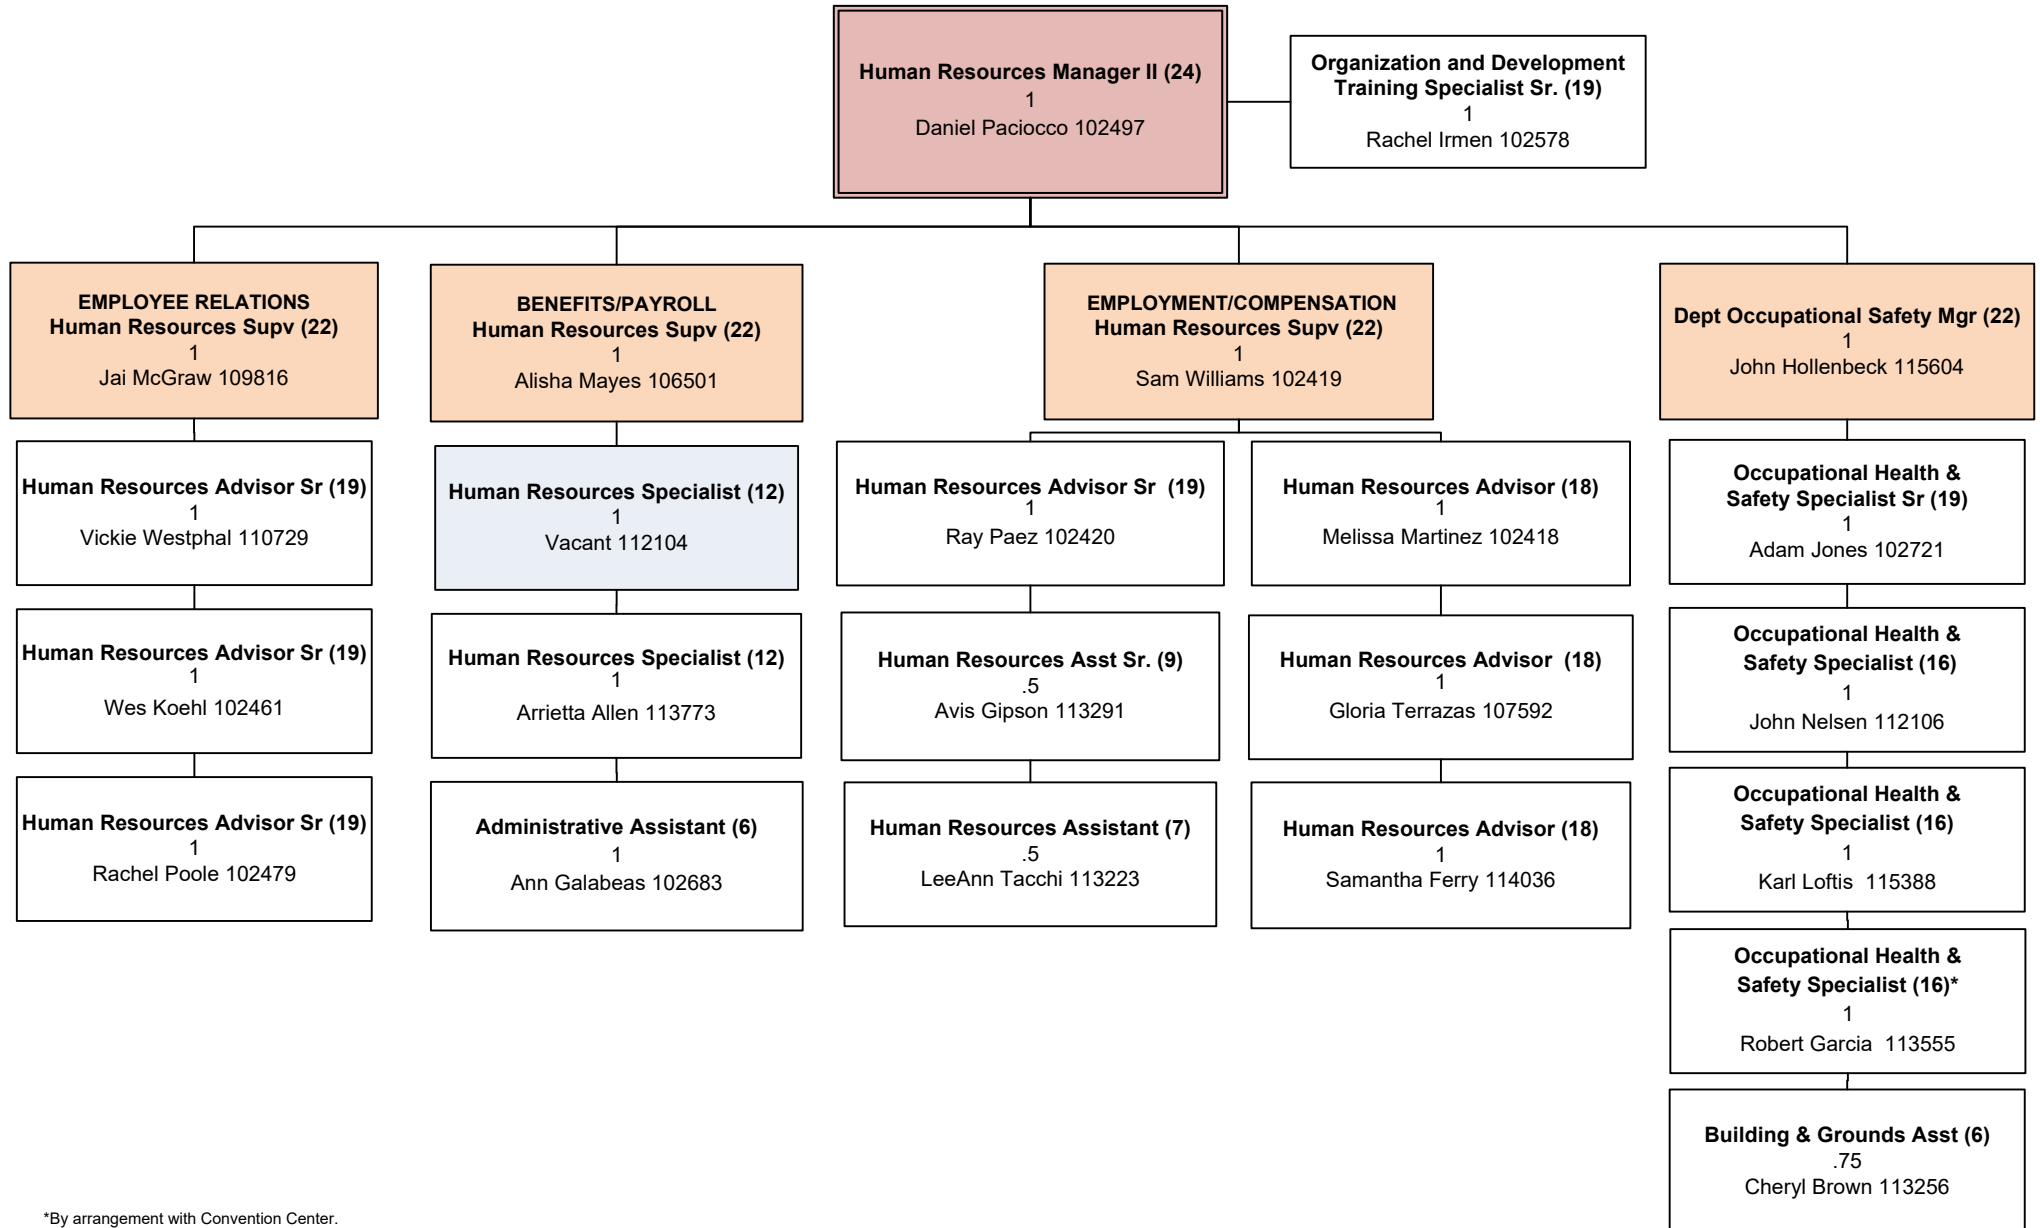 Human Resources Manager II (24)
1
Daniel Paciocco 102497
Organization and Development
Training Specialist Sr. (19)
1
Rachel Irmen 102578
EMPLOYEE RELATIONS
Human Resources Supv (22)
1
Jai McGraw 109816
Human Resources Advisor Sr (19)
1
Vickie Westphal 110729
Human Resources Advisor Sr (19)
1
Wes Koehl 102461
Human Resources Advisor Sr (19)
1
Rachel Poole 102479
BENEFITS/PAYROLL
Human Resources Supv (22)
1
Alisha Mayes 106501
Human Resources Specialist (12)
1
Vacant 112104
Human Resources Specialist (12)
1
Arrietta Allen 113773
Administrative Assistant (6)
1
Ann Galabeas 102683
EMPLOYMENT/COMPENSATION
Human Resources Supv (22)
1
Sam Williams 102419
Human Resources Advisor Sr  (19)
1
Ray Paez 102420
Human Resources Asst Sr. (9)
.5
Avis Gipson 113291
Human Resources Assistant (7)
.5
LeeAnn Tacchi 113223
Human Resources Advisor (18)
1
Melissa Martinez 102418
Human Resources Advisor  (18)
1
Gloria Terrazas 107592
Human Resources Advisor (18)
1
Samantha Ferry 114036
Dept Occupational Safety Mgr (22)
1
John Hollenbeck 115604
Occupational Health &
Safety Specialist Sr (19)
1
Adam Jones 102721
Occupational Health &
Safety Specialist (16)
1
John Nelsen 112106
Occupational Health &
Safety Specialist (16)
1
Karl Loftis  115388
Occupational Health &
Safety Specialist (16)*
1
Robert Garcia  113555
Building & Grounds Asst (6)
.75
Cheryl Brown 113256
*By arrangement with Convention Center.